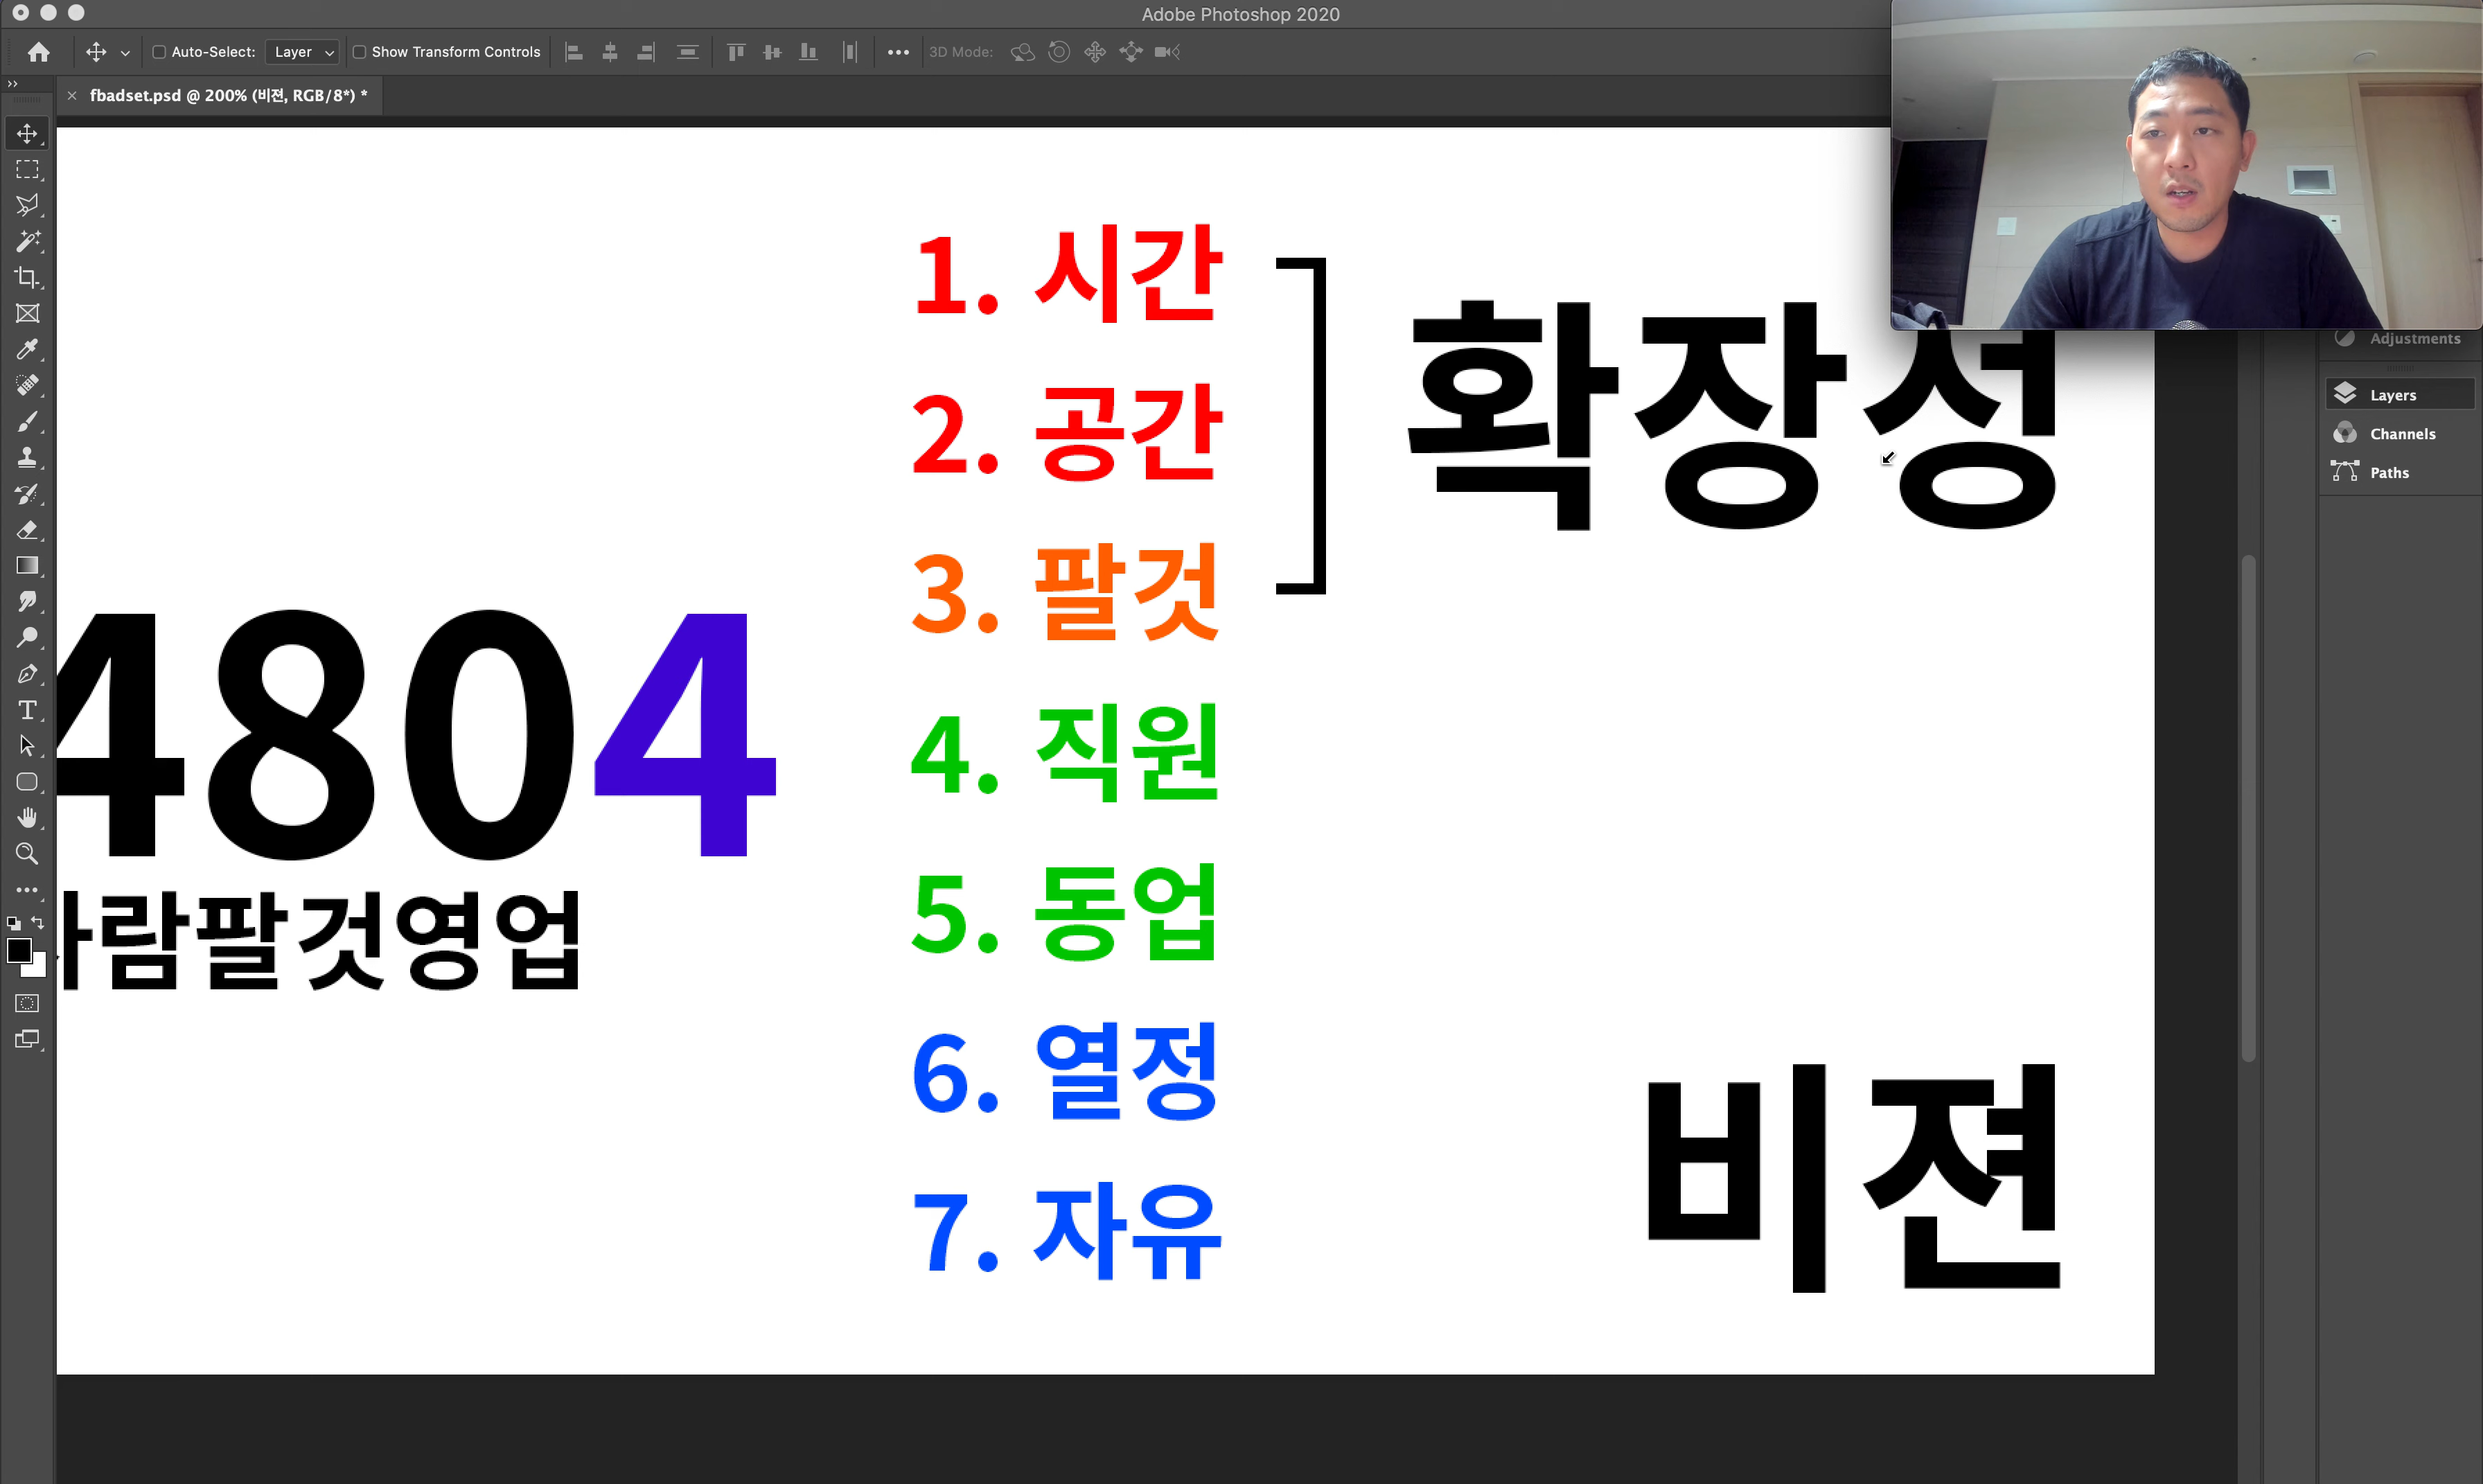 Adobe Photoshop 2020
Auto-Select: Layer Show Transform Controls 3D Mode:
fbadset.psd @ 200% (비젼, RGB/8*) *
1. 시간
2. 공간
3. 팔것
4. 직원
5. 동업
6. 열정
7. 자유
확장성
비젼
4804
람팔것영업
Adjustments
Layers
Channels
Paths